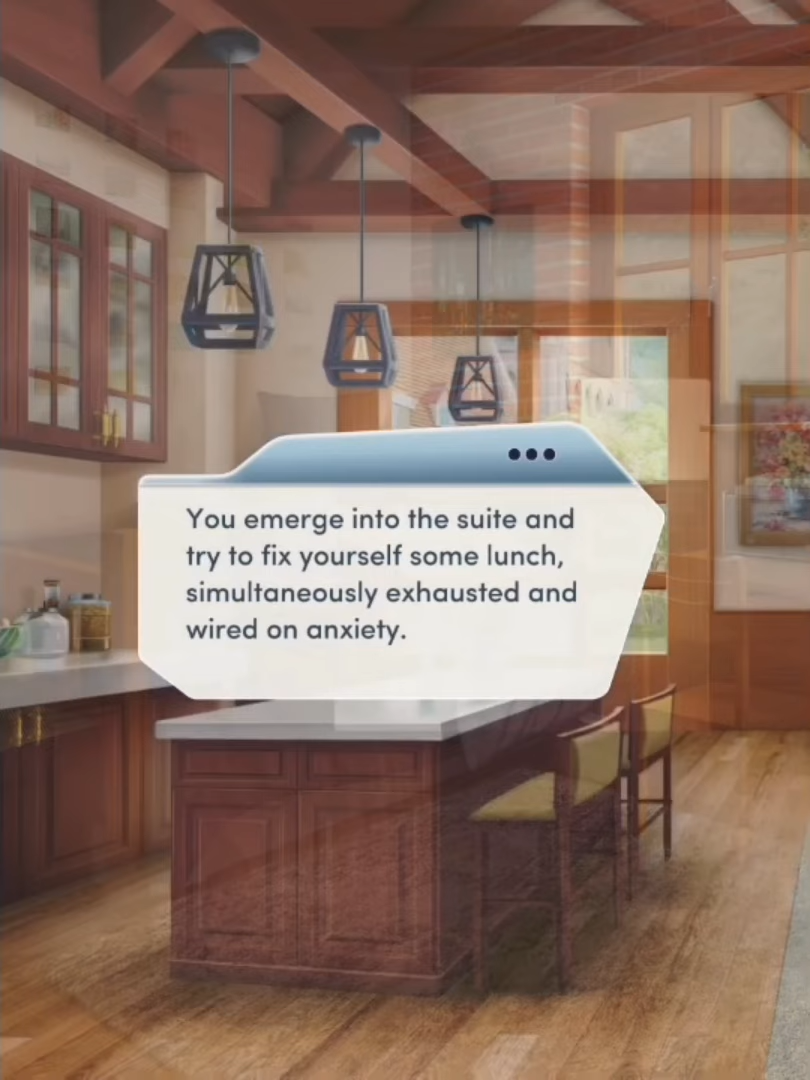 You emerge into the suite and
try to fix yourself some lunch,
simultaneously exhausted and
wired on anxiety.